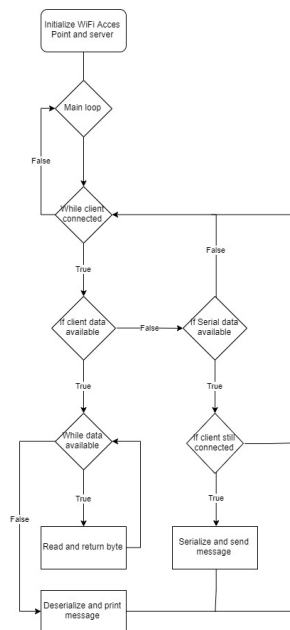 Initialize WiFi Acces
Point and server
Main loop
False
While client
connected
False
True
If client data
available
False
If Serial data
available
True
True
While data
available
If client still
connected
False
True
True
Read and return byte
Serialize and send
message
Deserialize and print
message